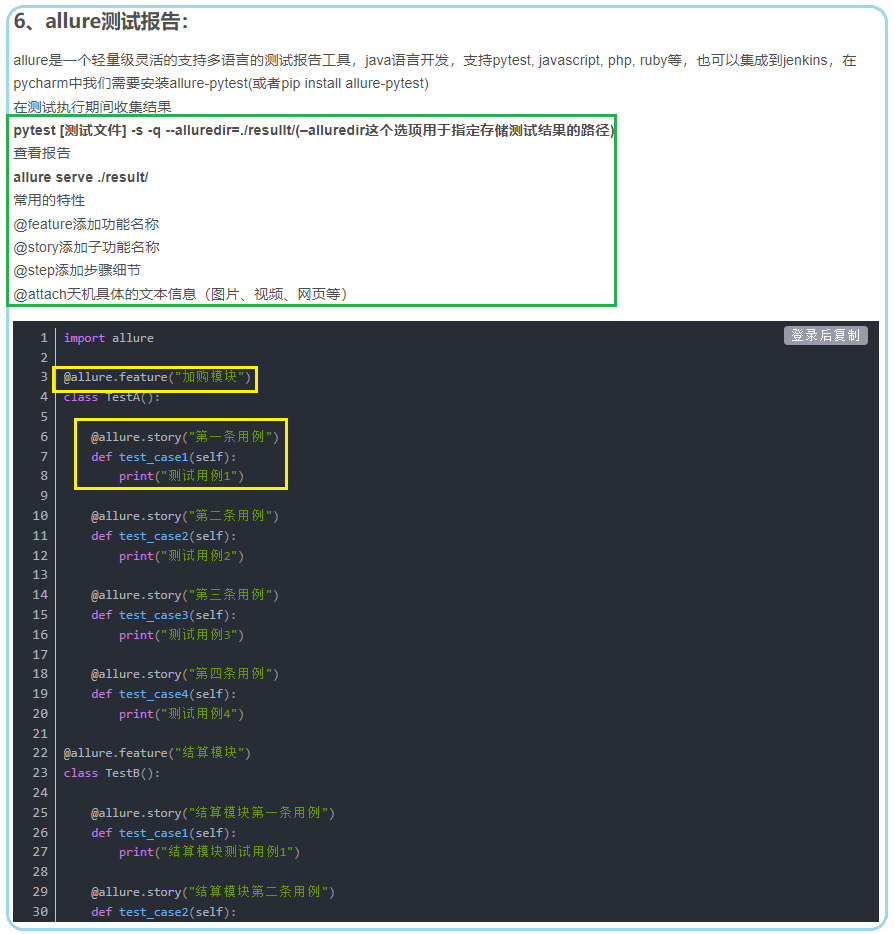 6、allure测试报告：
allure是一个轻量级灵活的支持多语言的测试报告工具，java语言开发，支持pytest, javascript, php, ruby等，也可以集成到jenkins，在
pycharm中我们需要安装allure-pytest(或者pip install allure-pytest)
在测试执行期间收集结果
pytest [测试文件] -s -q --alluredir=./resullt/(–alluredir这个选项用于指定存储测试结果的路径)
查看报告
allure serve ./result/
常用的特性
@feature添加功能名称
@story添加子功能名称
@step添加步骤细节
@attach天机具体的文本信息（图片、视频、网页等）
登录后复制
1 import allure
2
3 @allure.feature("加购模块")
4 class TestA():
5
6 @allure.story("第一条用例")
7 def test_case1(self):
8 print("测试用例1")
9
10 @allure.story("第二条用例")
11 def test_case2(self):
12 print("测试用例2")
13
14 @allure.story("第三条用例")
15 def test_case3(self):
16 print("测试用例3")
17
18 @allure.story("第四条用例")
19 def test_case4(self):
20 print("测试用例4")
21
22 @allure.feature("结算模块")
23 class TestB():
24
25 @allure.story("结算模块第一条用例")
26 def test_case1(self):
27 print("结算模块测试用例1")
28
29 @allure.story("结算模块第二条用例")
30 def test_case2(self):